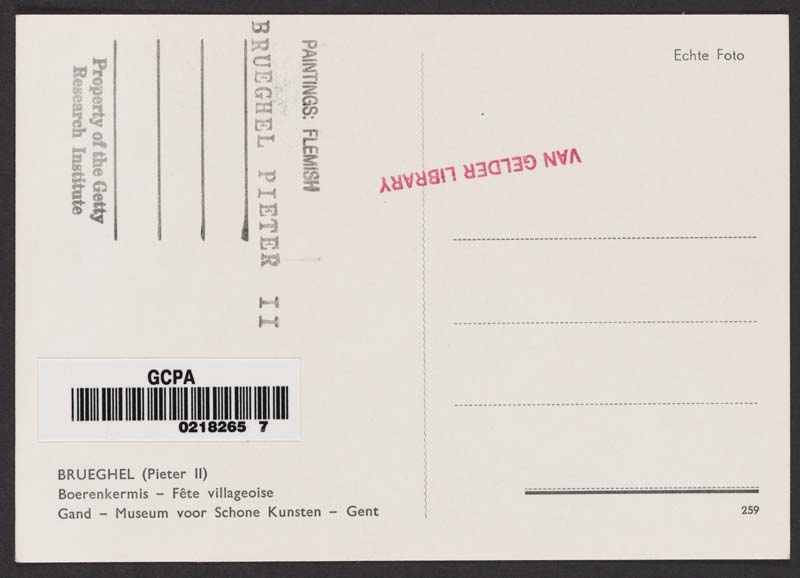 Echte Foto
PAINTINGS: FLEMISH
BRUEGHEL PIETER II
Property of the Getty
Research Institute
VAN GELDER LIBRARY
GCPA
0218265 7
BRUEGHEL (Pieter II)
Boerenkermis – Fête villageoise
Gand – Museum voor Schone Kunsten – Gent
259